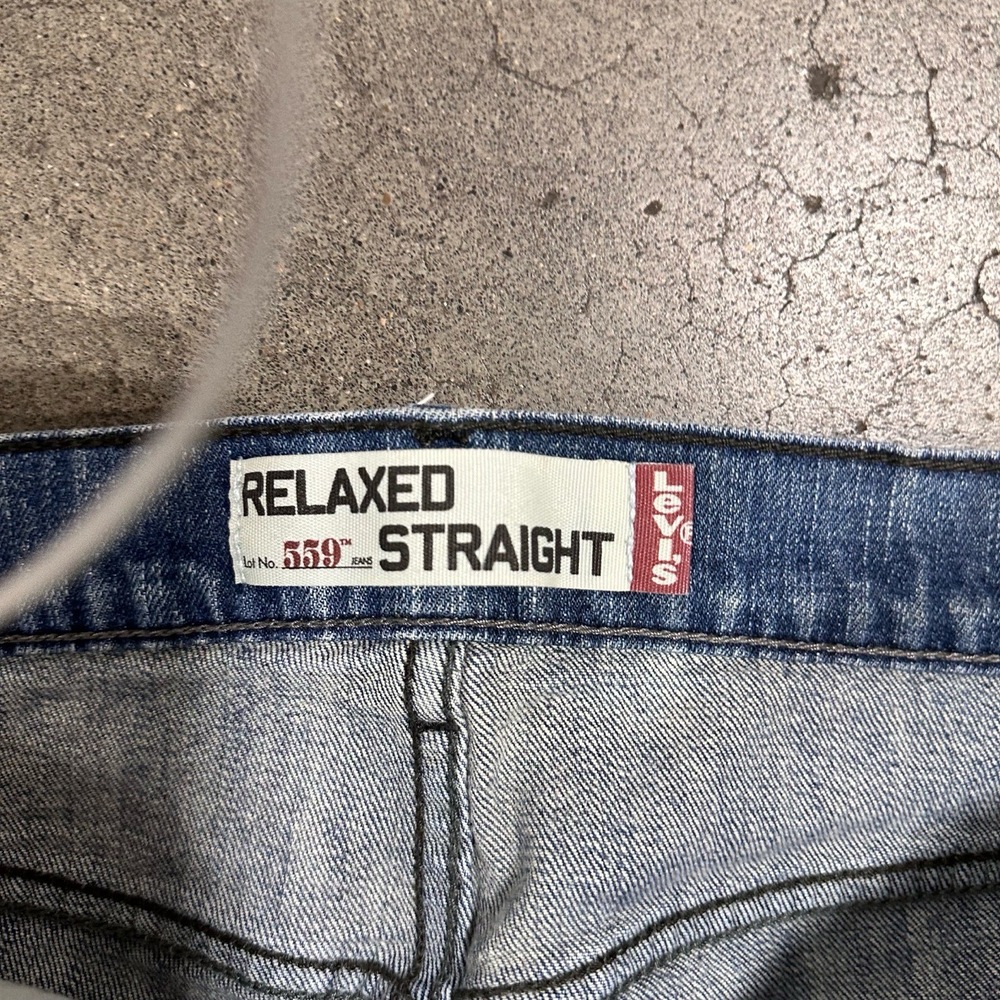 RELAXED
Lot No. 559™ JEANS STRAIGHT
Levi's®